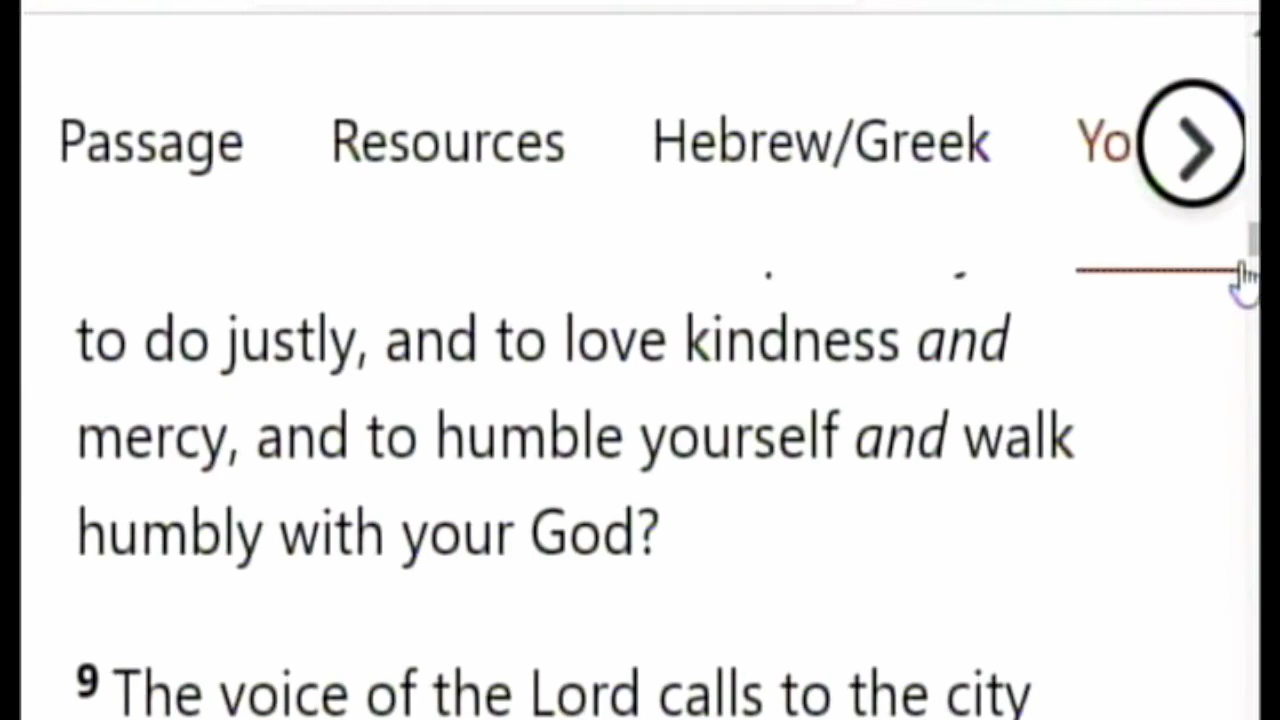 Passage Resources Hebrew/Greek Yo
to do justly, and to love kindness and
mercy, and to humble yourself and walk
humbly with your God?
9 The voice of the Lord calls to the city